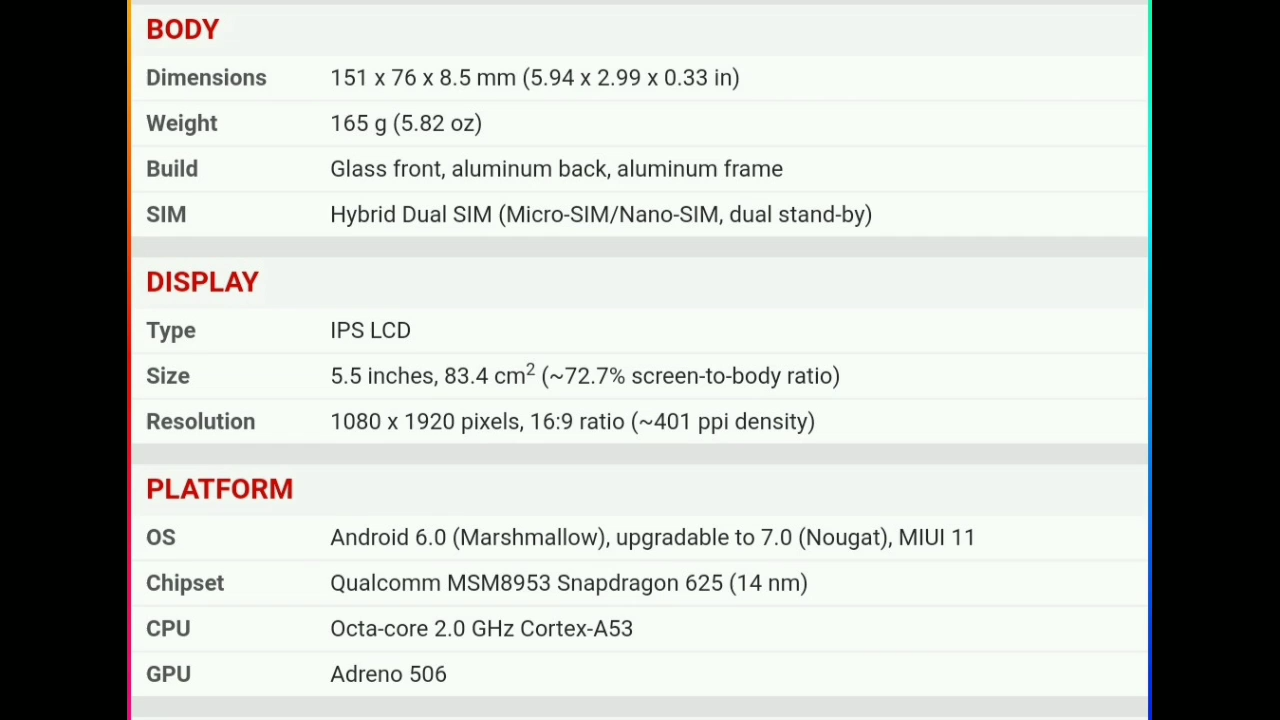 BODY
Dimensions 151 x 76 x 8.5 mm (5.94 x 2.99 x 0.33 in)
Weight 165 g (5.82 oz)
Build Glass front, aluminum back, aluminum frame
SIM Hybrid Dual SIM (Micro-SIM/Nano-SIM, dual stand-by)
DISPLAY
Type IPS LCD
Size 5.5 inches, 83.4 cm² (~72.7% screen-to-body ratio)
Resolution 1080 x 1920 pixels, 16:9 ratio (~401 ppi density)
PLATFORM
OS Android 6.0 (Marshmallow), upgradable to 7.0 (Nougat), MIUI 11
Chipset Qualcomm MSM8953 Snapdragon 625 (14 nm)
CPU Octa-core 2.0 GHz Cortex-A53
GPU Adreno 506